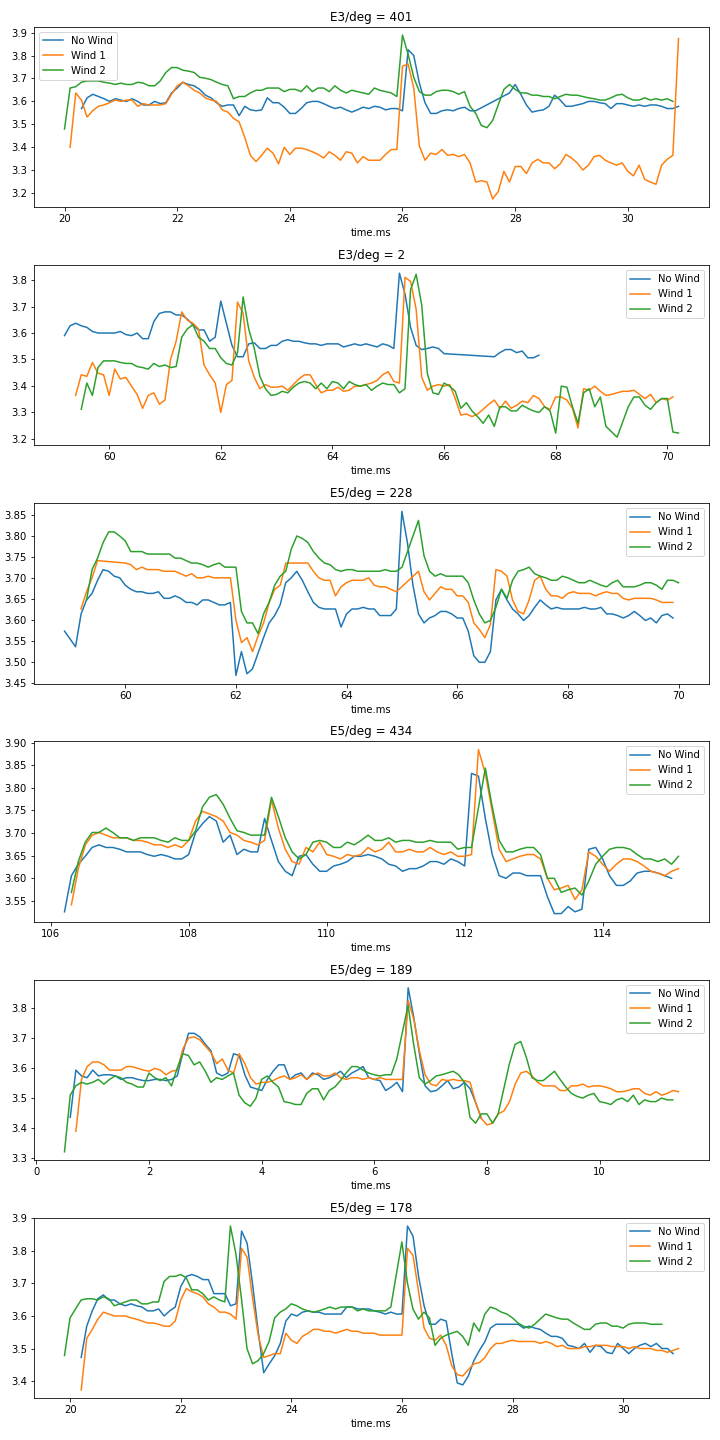 E3/deg = 401
3.9
3.8
3.7
3.6
3.5
3.4
3.3
3.2
No Wind
Wind 1
Wind 2
20 22 24 26 28 30
time.ms
E3/deg = 2
3.8
3.7
3.6
3.5
3.4
3.3
3.2
No Wind
Wind 1
Wind 2
60 62 64 66 68 70
time.ms
E5/deg = 228
3.85
3.80
3.75
3.70
3.65
3.60
3.55
3.50
3.45
No Wind
Wind 1
Wind 2
60 62 64 66 68 70
time.ms
E5/deg = 434
3.90
3.85
3.80
3.75
3.70
3.65
3.60
3.55
No Wind
Wind 1
Wind 2
106 108 110 112 114
time.ms
E5/deg = 189
3.8
3.7
3.6
3.5
3.4
3.3
No Wind
Wind 1
Wind 2
0 2 4 6 8 10
time.ms
E5/deg = 178
3.9
3.8
3.7
3.6
3.5
3.4
No Wind
Wind 1
Wind 2
20 22 24 26 28 30
time.ms